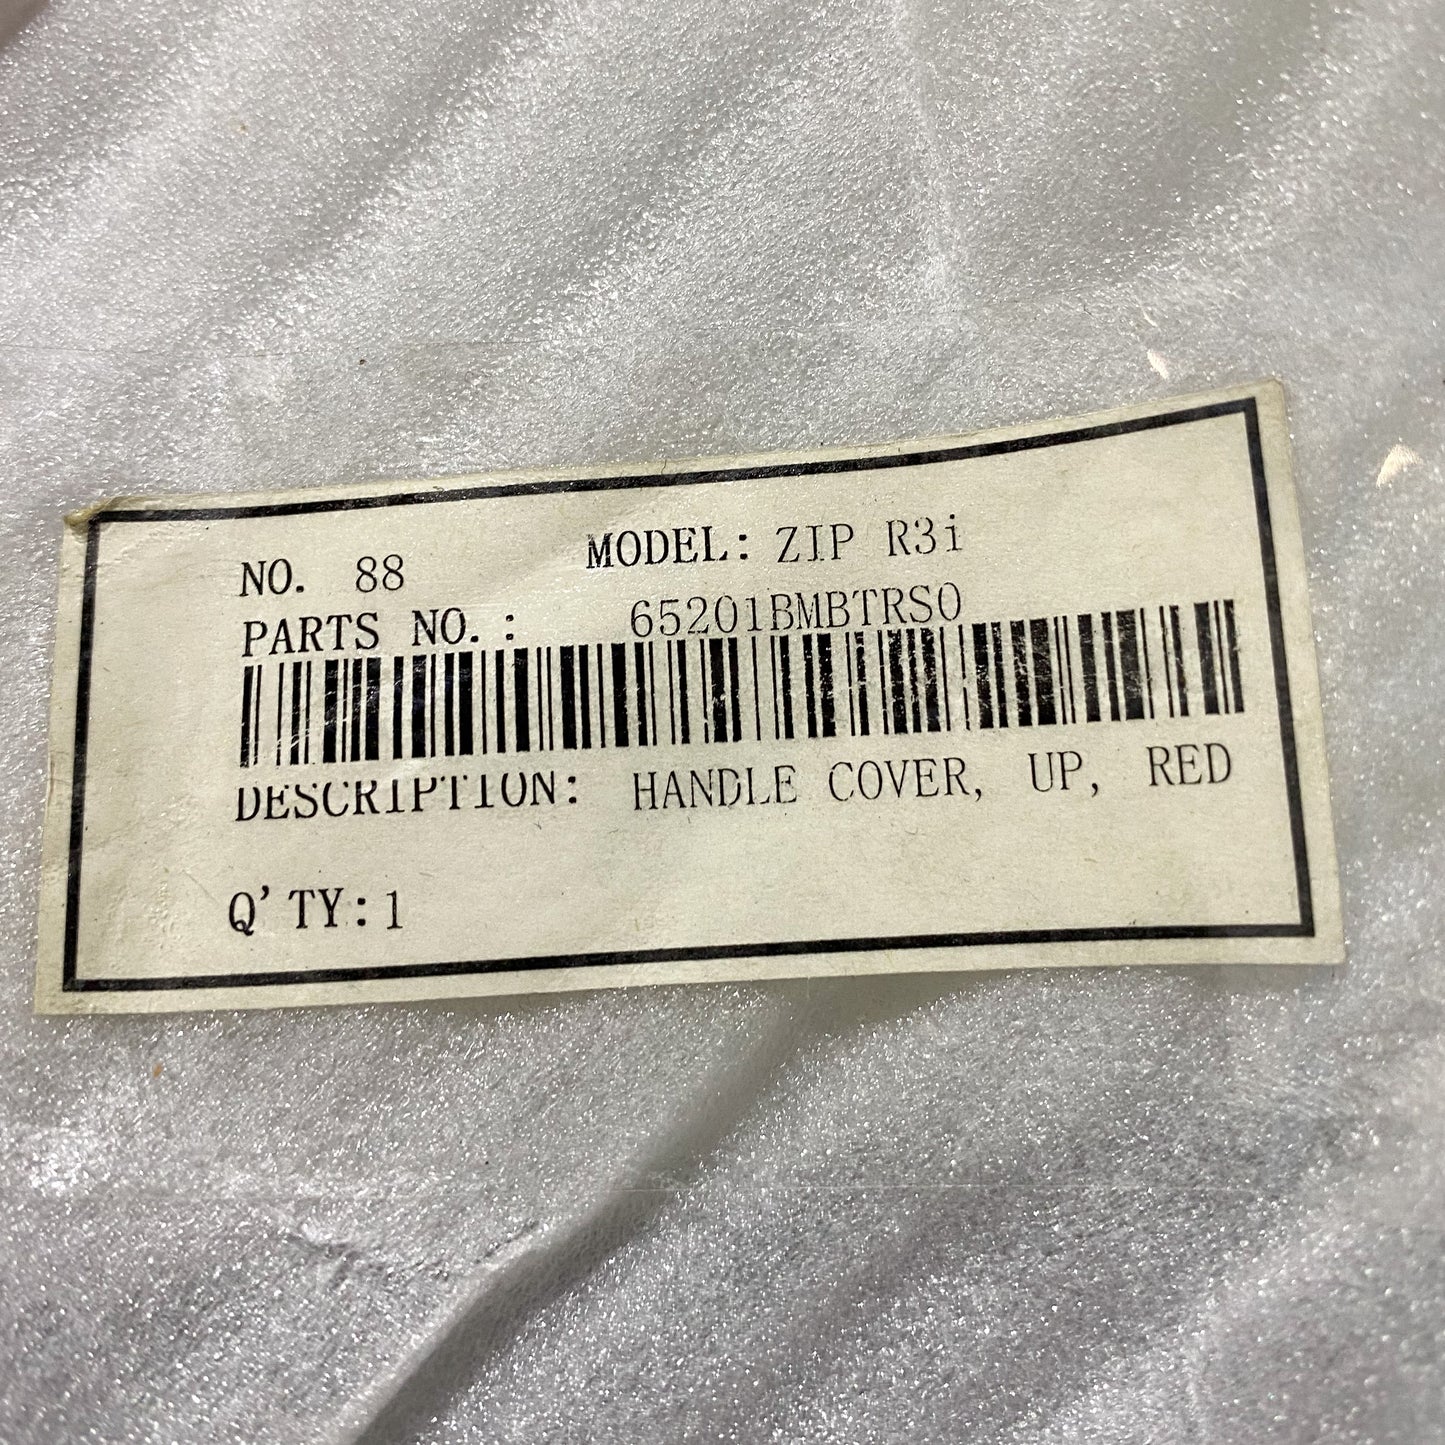 NO. 88 MODEL: ZIP R3i
PARTS NO.: 65201BMBTRS0
DESCRIPTION: HANDLE COVER, UP, RED
Q'TY:1